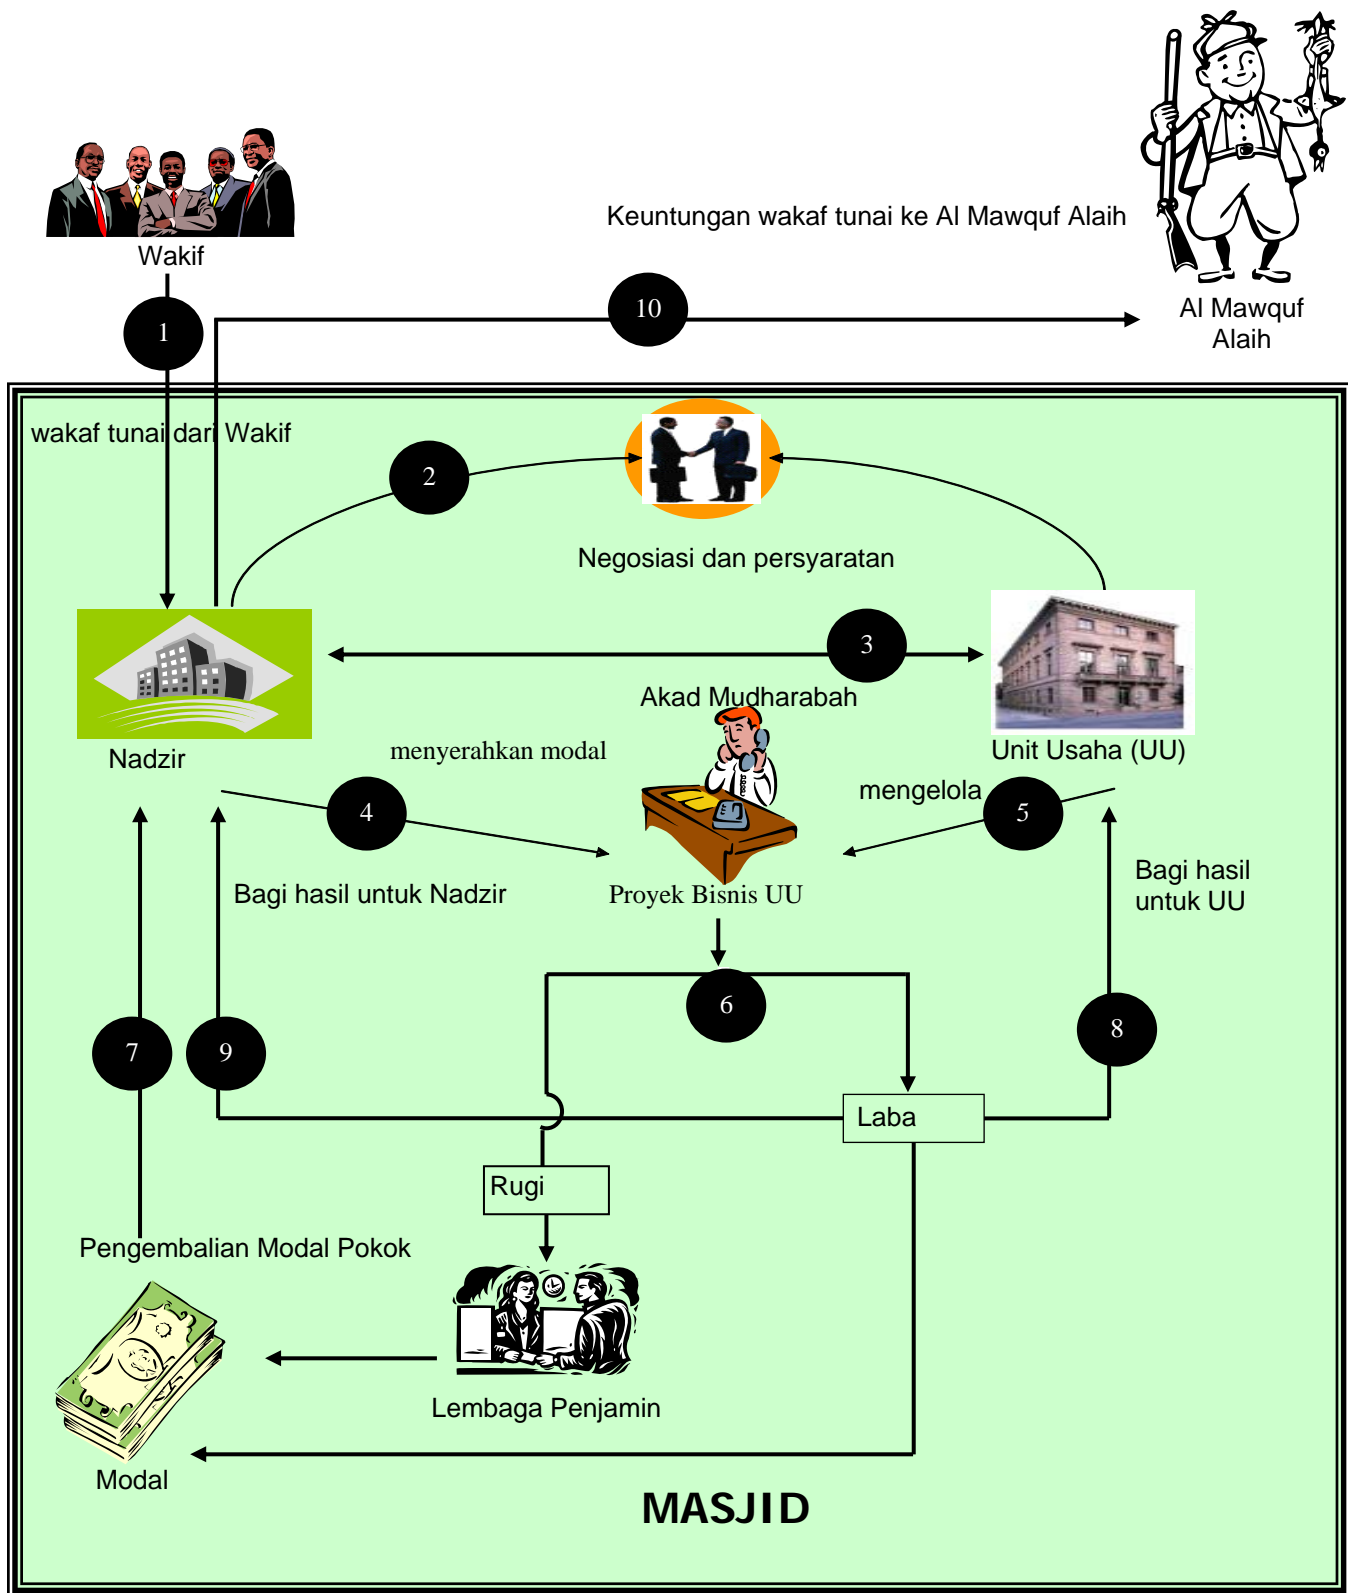 Keuntungan wakaf tunai ke Al Mawquf Alaih
Wakif
10
Al Mawquf
Alaih
1
wakaf tunai dari Wakif
2
Negosiasi dan persyaratan
3
Akad Mudharabah
Nadzir
menyerahkan modal
Unit Usaha (UU)
mengelola
4
5
Bagi hasil untuk Nadzir
Proyek Bisnis UU
Bagi hasil
untuk UU
6
7
9
8
Laba
Rugi
Pengembalian Modal Pokok
Lembaga Penjamin
Modal
MASJID